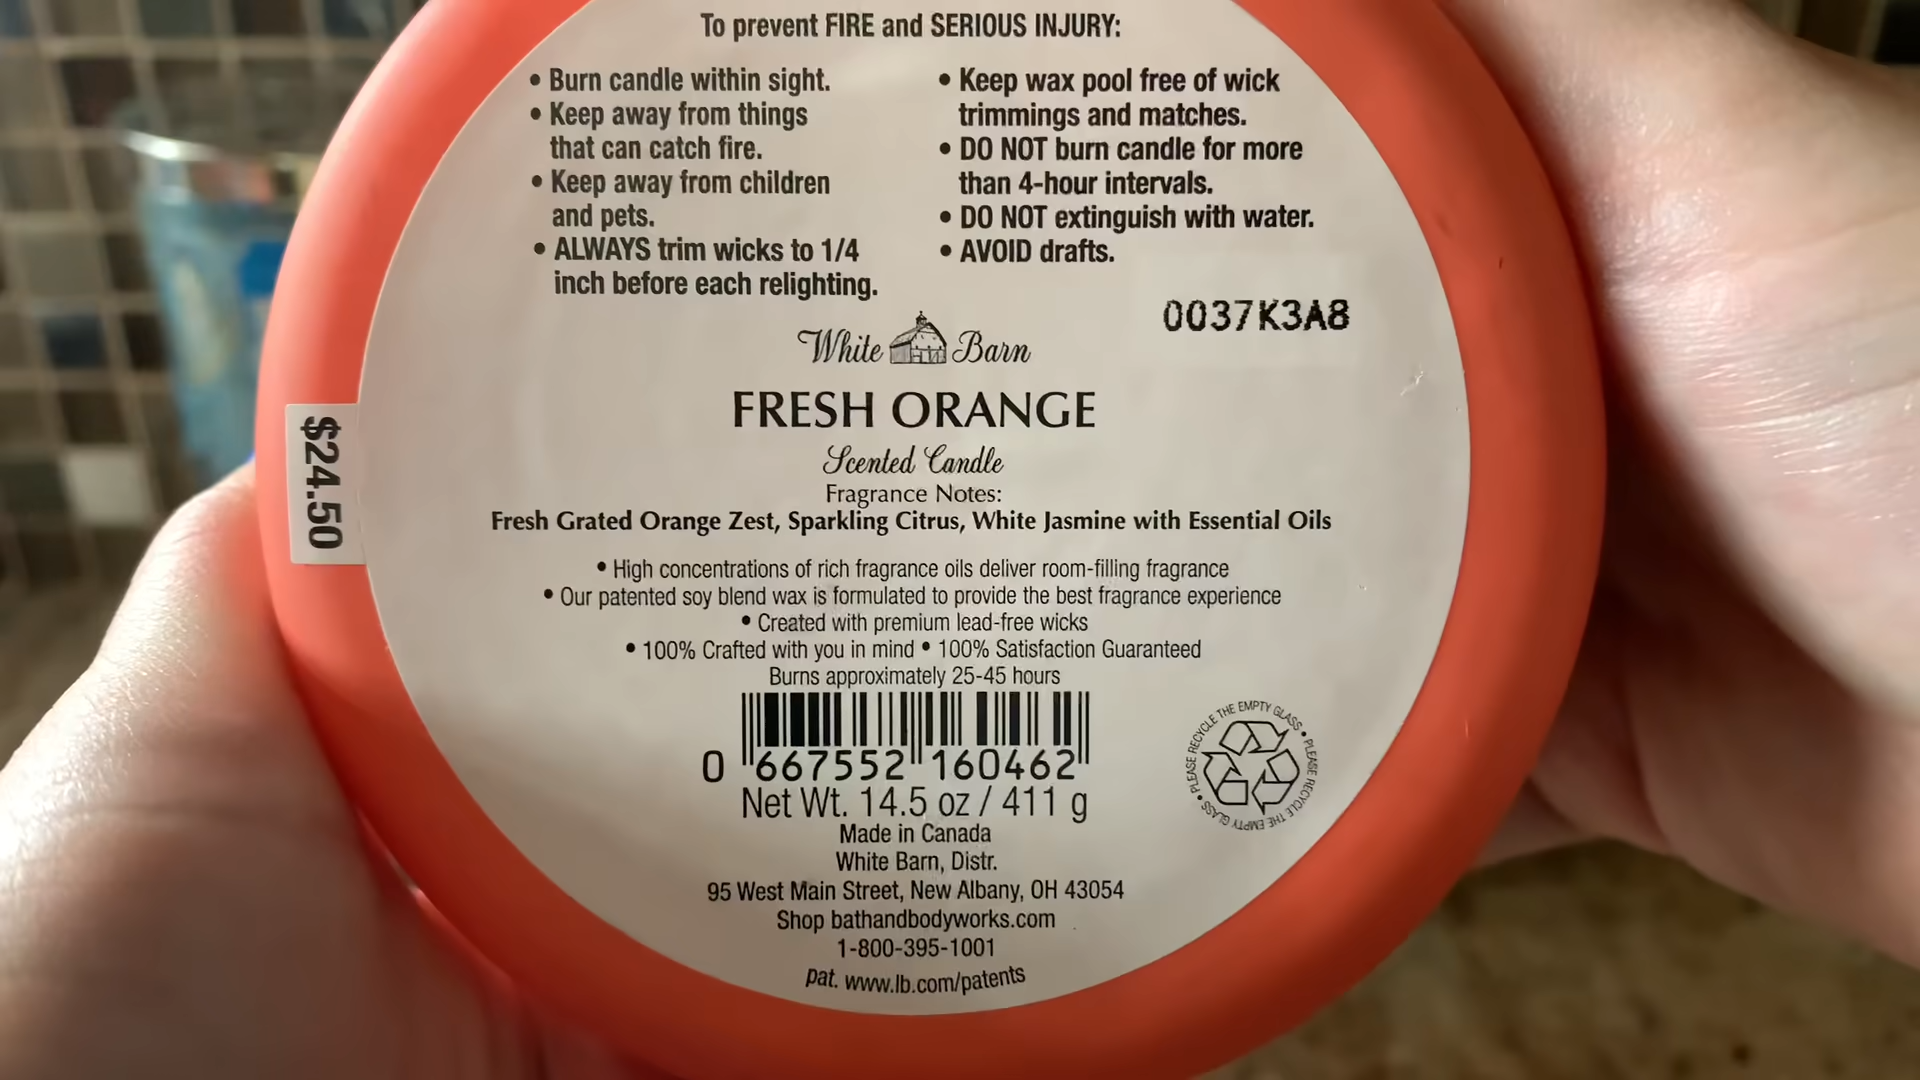 To prevent FIRE and SERIOUS INJURY:
• Burn candle within sight.
• Keep away from things
that can catch fire.
• Keep away from children
and pets.
• ALWAYS trim wicks to 1/4
inch before each relighting.
• Keep wax pool free of wick
trimmings and matches.
• DO NOT burn candle for more
than 4-hour intervals.
• DO NOT extinguish with water.
• AVOID drafts.
0037K3A8
White Barn
FRESH ORANGE
Scented Candle
Fragrance Notes:
Fresh Grated Orange Zest, Sparkling Citrus, White Jasmine with Essential Oils
• High concentrations of rich fragrance oils deliver room-filling fragrance
• Our patented soy blend wax is formulated to provide the best fragrance experience
• Created with premium lead-free wicks
• 100% Crafted with you in mind • 100% Satisfaction Guaranteed
Burns approximately 25-45 hours
0 667552 160462
Net Wt. 14.5 oz / 411 g
Made in Canada
White Barn, Distr.
95 West Main Street, New Albany, OH 43054
Shop bathandbodyworks.com
1-800-395-1001
pat. www.lb.com/patents
$24.50
PLEASE RECYCLE THE EMPTY GLASS • PLEASE RECYCLE THE EMPTY GLASS •